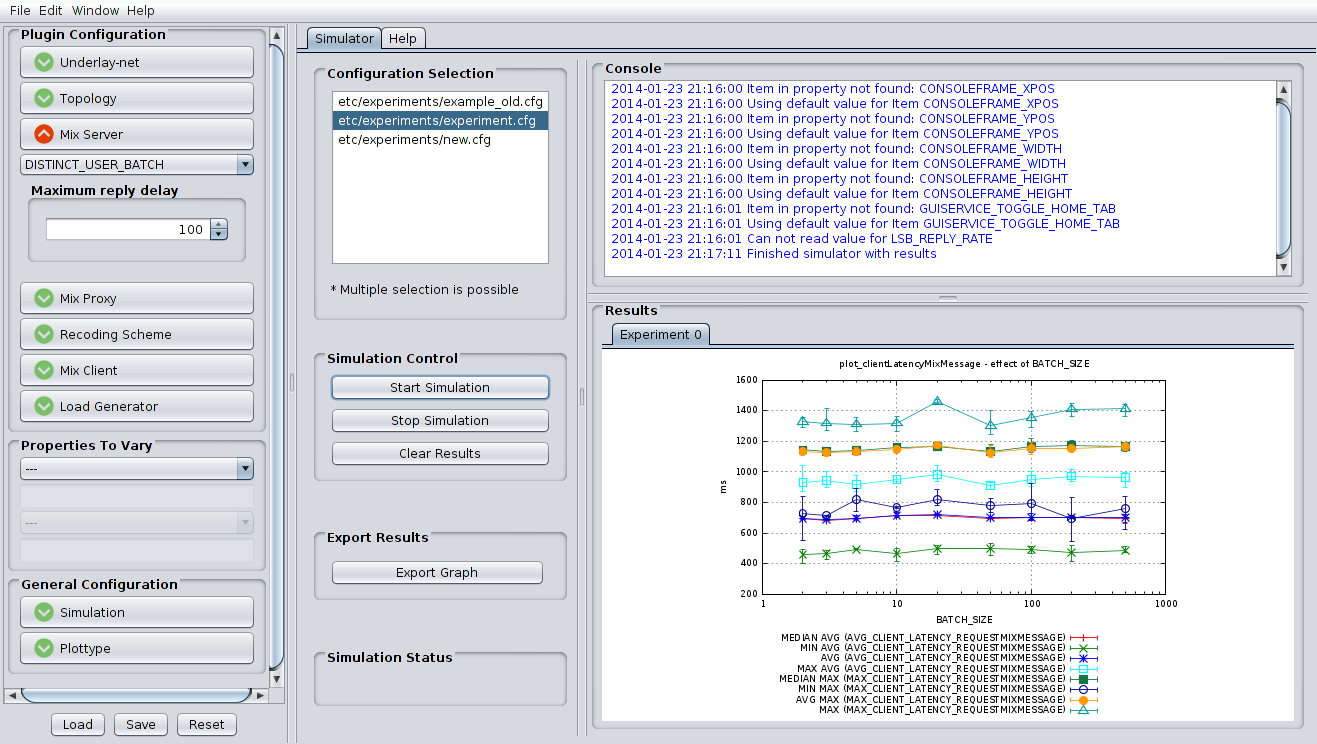 File Edit Window Help
Plugin Configuration
Underlay-net
Topology
Mix Server
DISTINCT_USER_BATCH
Maximum reply delay
100
Mix Proxy
Recoding Scheme
Mix Client
Load Generator
Properties To Vary
---
---
General Configuration
Simulation
Plottype
Load Save Reset
Simulator Help
Configuration Selection
etc/experiments/example_old.cfg
etc/experiments/experiment.cfg
etc/experiments/new.cfg
* Multiple selection is possible
Simulation Control
Start Simulation
Stop Simulation
Clear Results
Export Results
Export Graph
Simulation Status
Console
2014-01-23 21:16:00 Item in property not found: CONSOLEFRAME_XPOS
2014-01-23 21:16:00 Using default value for Item CONSOLEFRAME_XPOS
2014-01-23 21:16:00 Item in property not found: CONSOLEFRAME_YPOS
2014-01-23 21:16:00 Using default value for Item CONSOLEFRAME_YPOS
2014-01-23 21:16:00 Item in property not found: CONSOLEFRAME_WIDTH
2014-01-23 21:16:00 Using default value for Item CONSOLEFRAME_WIDTH
2014-01-23 21:16:00 Item in property not found: CONSOLEFRAME_HEIGHT
2014-01-23 21:16:00 Using default value for Item CONSOLEFRAME_HEIGHT
2014-01-23 21:16:01 Item in property not found: GUISERVICE_TOGGLE_HOME_TAB
2014-01-23 21:16:01 Using default value for Item GUISERVICE_TOGGLE_HOME_TAB
2014-01-23 21:16:01 Can not read value for LSB_REPLY_RATE
2014-01-23 21:17:11 Finished simulator with results
Results
Experiment 0
plot_clientLatencyMixMessage - effect of BATCH_SIZE
1600
1400
1200
1000
800
600
400
200
ms
1 10 100 1000
BATCH_SIZE
MEDIAN AVG (AVG_CLIENT_LATENCY_REQUESTMIXMESSAGE)
MIN AVG (AVG_CLIENT_LATENCY_REQUESTMIXMESSAGE)
AVG (AVG_CLIENT_LATENCY_REQUESTMIXMESSAGE)
MAX AVG (AVG_CLIENT_LATENCY_REQUESTMIXMESSAGE)
MEDIAN MAX (MAX_CLIENT_LATENCY_REQUESTMIXMESSAGE)
MIN MAX (MAX_CLIENT_LATENCY_REQUESTMIXMESSAGE)
AVG MAX (MAX_CLIENT_LATENCY_REQUESTMIXMESSAGE)
MAX (MAX_CLIENT_LATENCY_REQUESTMIXMESSAGE)